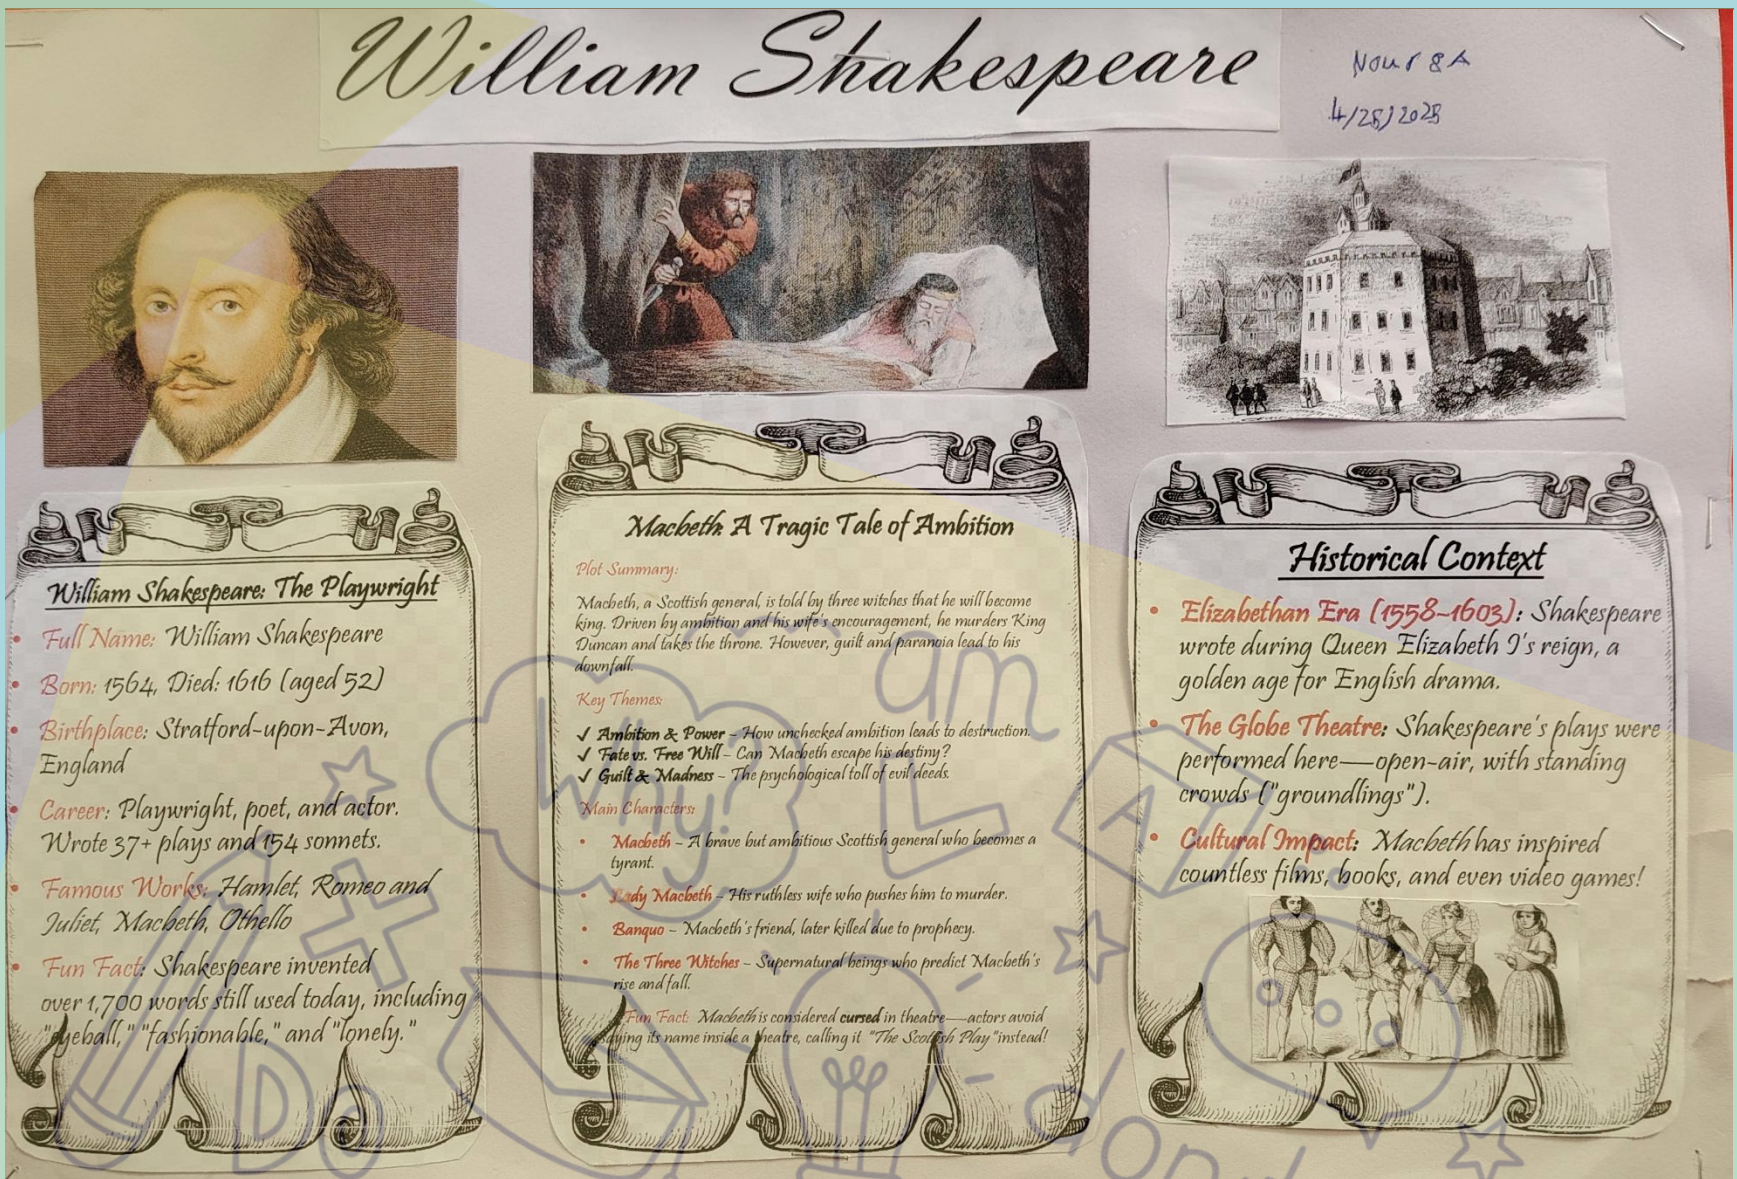 William Shakespeare
Nour 8A
4/28/2025
William Shakespeare: The Playwright
• Full Name: William Shakespeare
• Born: 1564, Died: 1616 (aged 52)
• Birthplace: Stratford-upon-Avon,
England
• Career: Playwright, poet, and actor.
Wrote 37+ plays and 154 sonnets.
• Famous Works: Hamlet, Romeo and
Juliet, Macbeth, Othello
• Fun Fact: Shakespeare invented
over 1,700 words still used today, including
"eyeball," "fashionable," and "lonely."
Macbeth: A Tragic Tale of Ambition
Plot Summary:
Macbeth, a Scottish general, is told by three witches that he will become
king. Driven by ambition and his wife's encouragement, he murders King
Duncan and takes the throne. However, guilt and paranoia lead to his
downfall.
Key Themes:
✓ Ambition & Power – How unchecked ambition leads to destruction.
✓ Fate vs. Free Will – Can Macbeth escape his destiny?
✓ Guilt & Madness – The psychological toll of evil deeds.
Main Characters:
• Macbeth – A brave but ambitious Scottish general who becomes a
tyrant.
• Lady Macbeth – His ruthless wife who pushes him to murder.
• Banquo – Macbeth's friend, later killed due to prophecy.
• The Three Witches – Supernatural beings who predict Macbeth's
rise and fall.
Fun Fact: Macbeth is considered cursed in theatre—actors avoid
saying its name inside a theatre, calling it "The Scottish Play" instead!
Historical Context
• Elizabethan Era (1558–1603): Shakespeare
wrote during Queen Elizabeth I's reign, a
golden age for English drama.
• The Globe Theatre: Shakespeare's plays were
performed here—open-air, with standing
crowds ("groundlings").
• Cultural Impact: Macbeth has inspired
countless films, books, and even video games!
Why?
am
L
A
Do